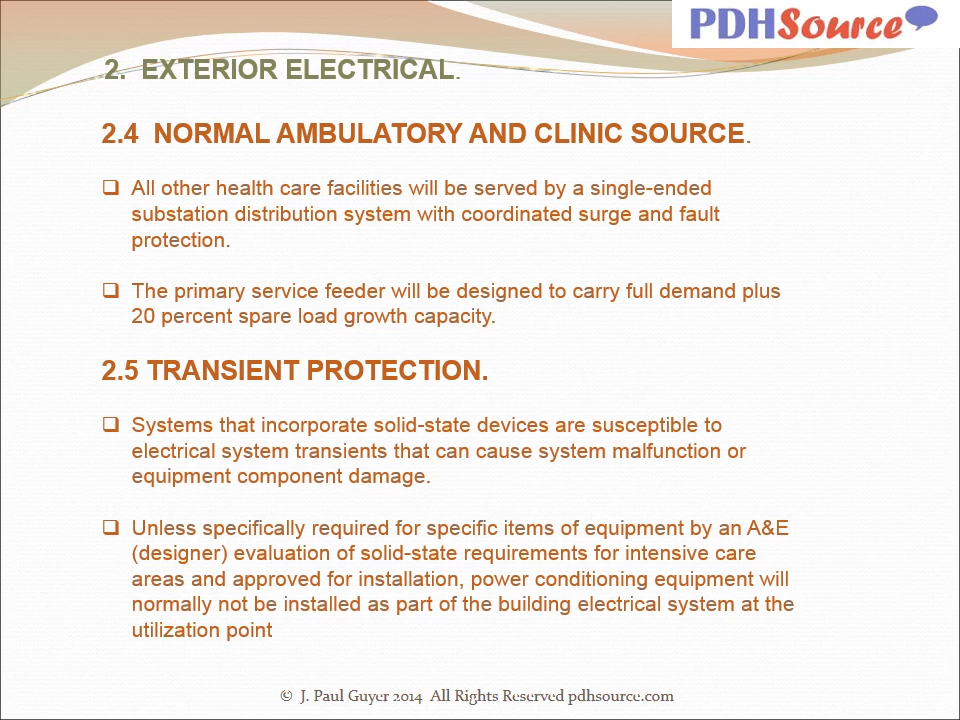 PDHSource
2. EXTERIOR ELECTRICAL.
2.4 NORMAL AMBULATORY AND CLINIC SOURCE.
All other health care facilities will be served by a single-ended
substation distribution system with coordinated surge and fault
protection.
The primary service feeder will be designed to carry full demand plus
20 percent spare load growth capacity.
2.5 TRANSIENT PROTECTION.
Systems that incorporate solid-state devices are susceptible to
electrical system transients that can cause system malfunction or
equipment component damage.
Unless specifically required for specific items of equipment by an A&E
(designer) evaluation of solid-state requirements for intensive care
areas and approved for installation, power conditioning equipment will
normally not be installed as part of the building electrical system at the
utilization point
© J. Paul Guyer 2014 All Rights Reserved pdhsource.com